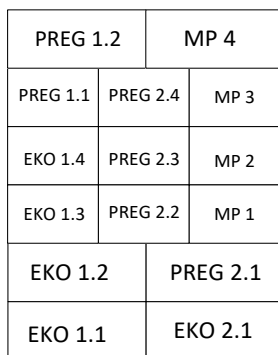 PREG 1.2 MP 4
PREG 1.1 PREG 2.4 MP 3
EKO 1.4 PREG 2.3 MP 2
EKO 1.3 PREG 2.2 MP 1
EKO 1.2 PREG 2.1
EKO 1.1 EKO 2.1